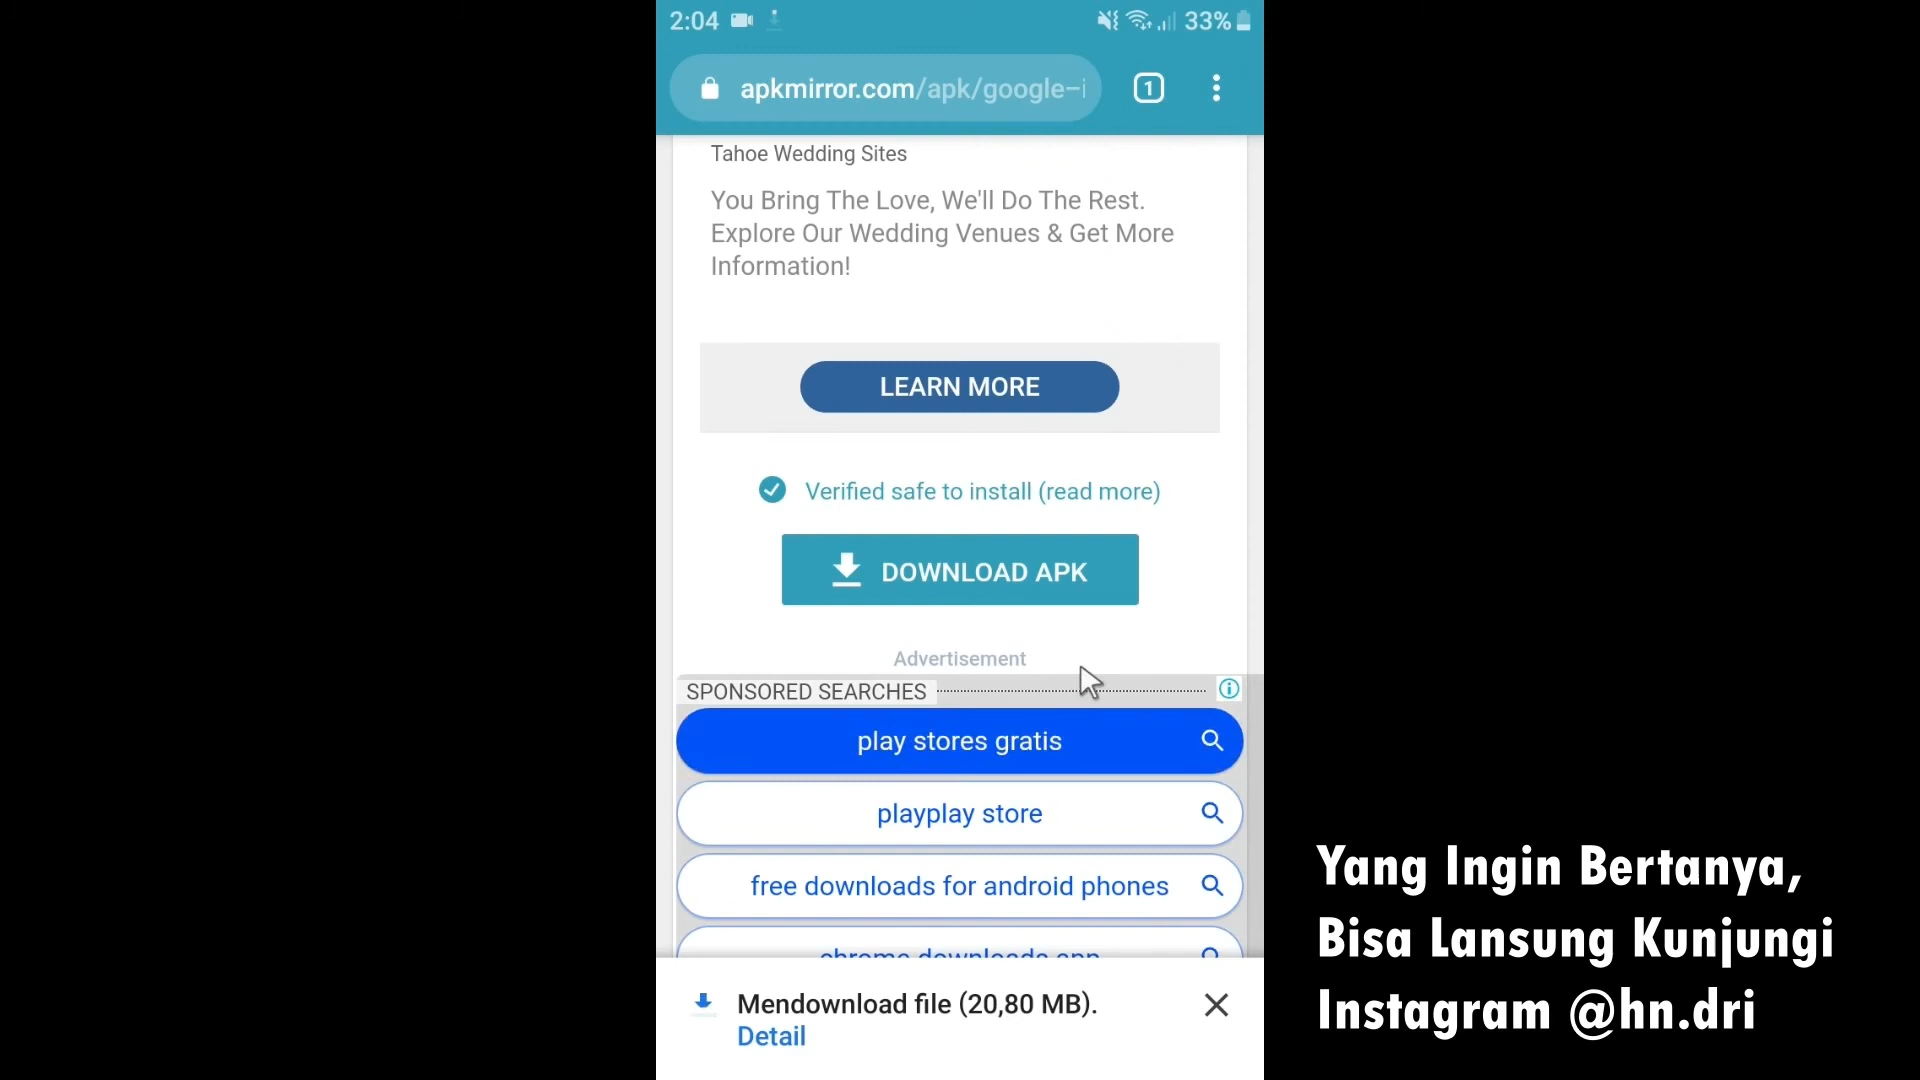 2:04
33%
apkmirror.com/apk/google-i
1
Tahoe Wedding Sites
You Bring The Love, We'll Do The Rest.
Explore Our Wedding Venues & Get More
Information!
LEARN MORE
Verified safe to install (read more)
DOWNLOAD APK
Advertisement
SPONSORED SEARCHES
play stores gratis
playplay store
free downloads for android phones
chrome downloads app
Mendownload file (20,80 MB).
Detail
Yang Ingin Bertanya,
Bisa Lansung Kunjungi
Instagram @hn.dri